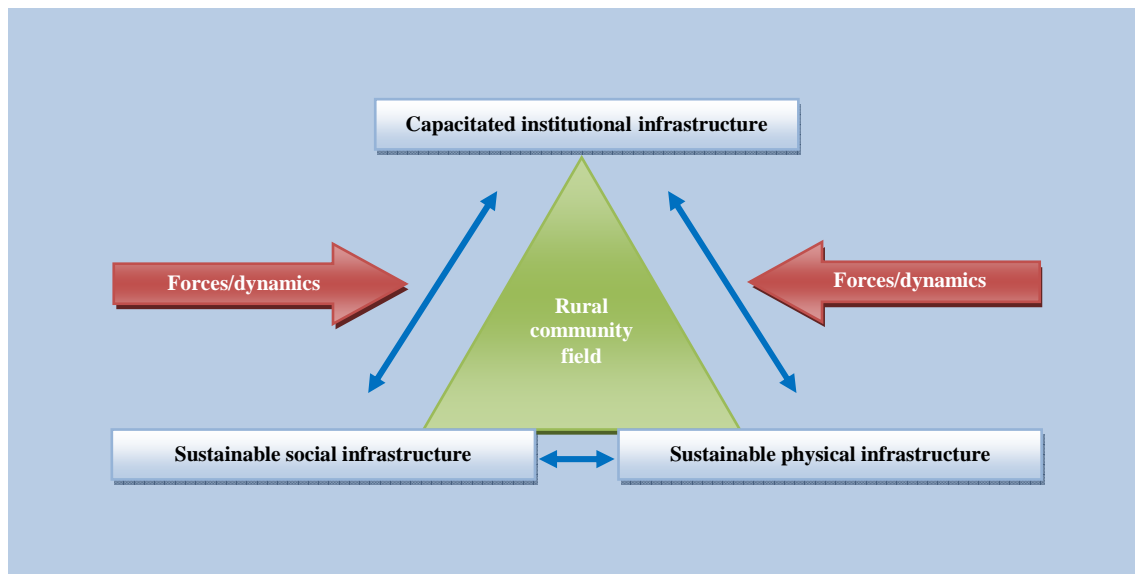 Capacitated institutional infrastructure
Forces/dynamics
Forces/dynamics
Rural
community
field
Sustainable social infrastructure
Sustainable physical infrastructure